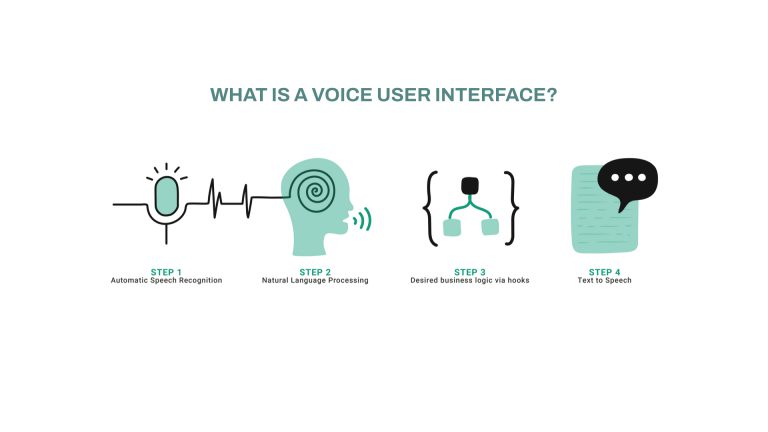 WHAT IS A VOICE USER INTERFACE?
STEP 1
Automatic Speech Recognition
STEP 2
Natural Language Processing
STEP 3
Desired business logic via hooks
STEP 4
Text to Speech